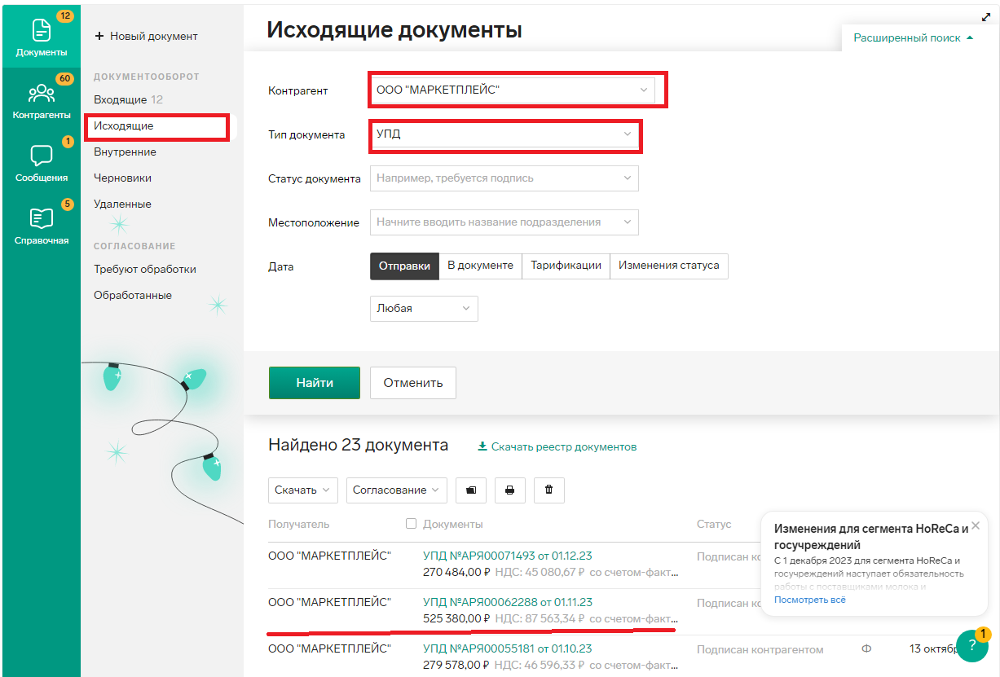 12
Документы
60
Контрагенты
1
Сообщения
5
Справочная
+ Новый документ
ДОКУМЕНТООБОРОТ
Входящие 12
Исходящие
Внутренние
Черновики
Удаленные
СОГЛАСОВАНИЕ
Требуют обработки
Обработанные
Исходящие документы
Расширенный поиск
Контрагент
ООО "МАРКЕТПЛЕЙС"
Тип документа
УПД
Статус документа
Например, требуется подпись
Местоположение
Начните вводить название подразделения
Дата
Отправки В документе Тарификации Изменения статуса
Любая
Найти Отменить
Найдено 23 документа Скачать реестр документов
Скачать Согласование
Получатель Документы Статус
ООО "МАРКЕТПЛЕЙС" УПД №АРЯ00071493 от 01.12.23 Подписан
270 484,00 ₽ НДС: 45 080,67 ₽ со счетом-факт...
ООО "МАРКЕТПЛЕЙС" УПД №АРЯ00062288 от 01.11.23 Подписан
525 380,00 ₽ НДС: 87 563,34 ₽ со счетом-факт...
ООО "МАРКЕТПЛЕЙС" УПД №АРЯ00055181 от 01.10.23 Подписан контрагентом Ф 13 октябр
279 578,00 ₽ НДС: 46 596,33 ₽ со счетом-факт...
Изменения для сегмента HoReCa и
госучреждений
С 1 декабря 2023 для сегмента HoReCa и
госучреждений наступает обязательность
работы с поставщиками молока и
Посмотреть всё
?
1